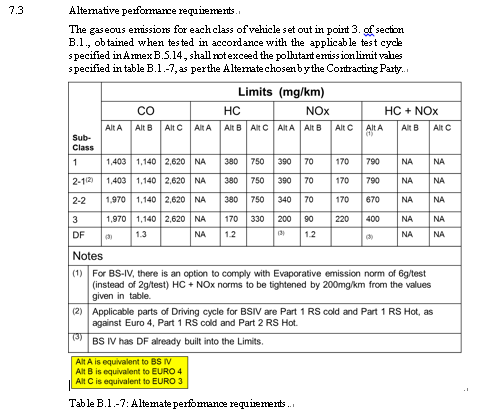 7.3 Alternative performance requirements.
The gaseous emissions for each class of vehicle set out in point 3. of section
B.1., obtained when tested in accordance with the applicable test cycle
specified in Annex B.5.14., shall not exceed the pollutant emission limit values
specified in table B.1.-7, as per the Alternate chosen by the Contracting Party.
Limits (mg/km)
CO HC NOx HC + NOx
Sub-Class Alt A Alt B Alt C Alt A Alt B Alt C Alt A Alt B Alt C Alt A (1) Alt B Alt C
1 1,403 1,140 2,620 NA 380 750 390 70 170 790 NA NA
2-1(2) 1,403 1,140 2,620 NA 380 750 390 70 170 790 NA NA
2-2 1,970 1,140 2,620 NA 380 750 340 70 170 670 NA NA
3 1,970 1,140 2,620 NA 170 330 200 90 220 400 NA NA
DF (3) 1.3 NA 1.2 (3) 1.2 (3) NA NA
Notes
(1) For BS-IV, there is an option to comply with Evaporative emission norm of 6g/test
(instead of 2g/test) HC + NOx norms to be tightened by 200mg/km from the values
given in table.
(2) Applicable parts of Driving cycle for BSIV are Part 1 RS cold and Part 1 RS Hot, as
against Euro 4, Part 1 RS cold and Part 2 RS Hot.
(3) BS IV has DF already built into the Limits.
Alt A is equivalent to BS IV
Alt B is equivalent to EURO 4
Alt C is equivalent to EURO 3
Table B.1.-7: Alternate performance requirements..